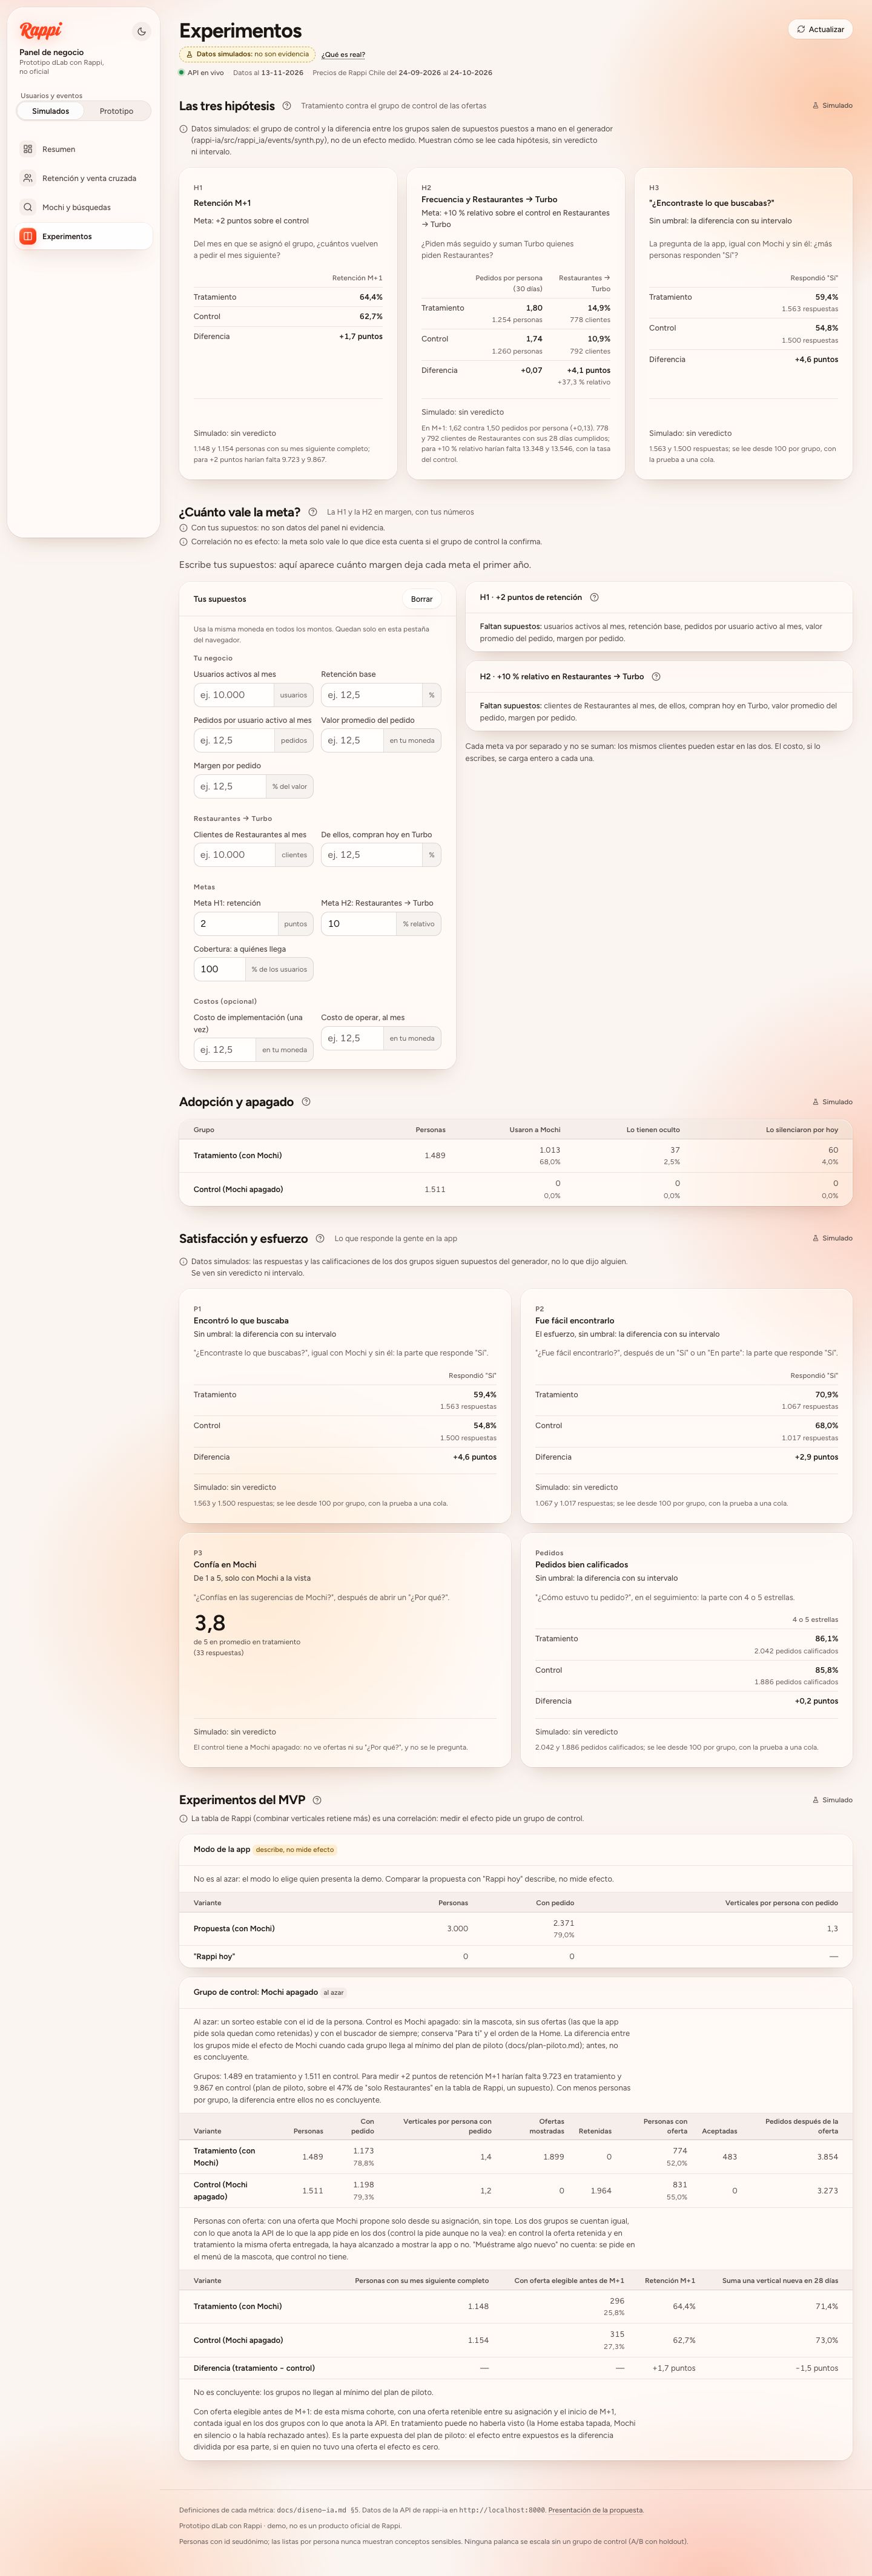 Rappi
Panel de negocio
Prototipo dLab con Rappi,
no oficial
Usuarios y eventos
Simulados
Prototipo
Resumen
Retención y venta cruzada
Mochi y búsquedas
Experimentos
Experimentos
Actualizar
Datos simulados: no son evidencia
¿Qué es real?
API en vivo Datos al 13-11-2026 Precios de Rappi Chile del 24-09-2026 al 24-10-2026
Las tres hipótesis
Tratamiento contra el grupo de control de las ofertas
Simulado
Datos simulados: el grupo de control y la diferencia entre los grupos salen de supuestos puestos a mano en el generador
(rappi-ia/src/rappi_ia/events/synth.py), no de un efecto medido. Muestran cómo se lee cada hipótesis, sin veredicto
ni intervalo.
H1
Retención M+1
Meta: +2 puntos sobre el control
Del mes en que se asignó el grupo, ¿cuántos vuelven
a pedir el mes siguiente?
Retención M+1
Tratamiento 64,4%
Control 62,7%
Diferencia +1,7 puntos
Simulado: sin veredicto
1.148 y 1.154 personas con su mes siguiente completo;
para +2 puntos harían falta 9.723 y 9.867.
H2
Frecuencia y Restaurantes → Turbo
Meta: +10 % relativo sobre el control en Restaurantes
→ Turbo
¿Piden más seguido y suman Turbo quienes
piden Restaurantes?
Pedidos por persona Restaurantes →
(30 días) Turbo
Tratamiento 1,80 14,9%
1.254 personas 778 clientes
Control 1,74 10,9%
1.260 personas 792 clientes
Diferencia +0,07 +4,1 puntos
+37,3 % relativo
Simulado: sin veredicto
En M+1: 1,62 contra 1,50 pedidos por persona (+0,13). 778
y 792 clientes de Restaurantes con sus 28 días cumplidos;
para +10 % relativo harían falta 13.348 y 13.546, con la tasa
del control.
H3
"¿Encontraste lo que buscabas?"
Sin umbral: la diferencia con su intervalo
La pregunta de la app, igual con Mochi y sin él: ¿más
personas responden "Sí"?
Respondió "Sí"
Tratamiento 59,4%
1.563 respuestas
Control 54,8%
1.500 respuestas
Diferencia +4,6 puntos
Simulado: sin veredicto
1.563 y 1.500 respuestas; se lee desde 100 por grupo, con
la prueba a una cola.
¿Cuánto vale la meta?
La H1 y la H2 en margen, con tus números
Con tus supuestos: no son datos del panel ni evidencia.
Correlación no es efecto: la meta solo vale lo que dice esta cuenta si el grupo de control la confirma.
Escribe tus supuestos: aquí aparece cuánto margen deja cada meta el primer año.
Tus supuestos
Borrar
Usa la misma moneda en todos los montos. Quedan solo en esta pestaña
del navegador.
Tu negocio
Usuarios activos al mes Retención base
ej. 10.000 usuarios ej. 12,5 %
Pedidos por usuario activo al mes Valor promedio del pedido
ej. 12,5 pedidos ej. 12,5 en tu moneda
Margen por pedido
ej. 12,5 % del valor
Restaurantes → Turbo
Clientes de Restaurantes al mes De ellos, compran hoy en Turbo
ej. 10.000 clientes ej. 12,5 %
Metas
Meta H1: retención Meta H2: Restaurantes → Turbo
2 puntos 10 % relativo
Cobertura: a quiénes llega
100 % de los usuarios
Costos (opcional)
Costo de implementación (una
vez)
Costo de operar, al mes
ej. 12,5 en tu moneda ej. 12,5 en tu moneda
H1 · +2 puntos de retención
Faltan supuestos: usuarios activos al mes, retención base, pedidos por usuario activo al mes, valor
promedio del pedido, margen por pedido.
H2 · +10 % relativo en Restaurantes → Turbo
Faltan supuestos: clientes de Restaurantes al mes, de ellos, compran hoy en Turbo, valor promedio del
pedido, margen por pedido.
Cada meta va por separado y no se suman: los mismos clientes pueden estar en las dos. El costo, si lo
escribes, se carga entero a cada una.
Adopción y apagado
Simulado
Grupo Personas Usaron a Mochi Lo tienen oculto Lo silenciaron por hoy
Tratamiento (con Mochi) 1.489 1.013 37 60
68,0% 2,5% 4,0%
Control (Mochi apagado) 1.511 0 0 0
0,0% 0,0% 0,0%
Satisfacción y esfuerzo
Lo que responde la gente en la app
Simulado
Datos simulados: las respuestas y las calificaciones de los dos grupos siguen supuestos del generador, no lo que dijo alguien.
Se ven sin veredicto ni intervalo.
P1
Encontró lo que buscaba
Sin umbral: la diferencia con su intervalo
"¿Encontraste lo que buscabas?", igual con Mochi y sin él: la parte que responde "Sí".
Respondió "Sí"
Tratamiento 59,4%
1.563 respuestas
Control 54,8%
1.500 respuestas
Diferencia +4,6 puntos
Simulado: sin veredicto
1.563 y 1.500 respuestas; se lee desde 100 por grupo, con la prueba a una cola.
P2
Fue fácil encontrarlo
El esfuerzo, sin umbral: la diferencia con su intervalo
"¿Fue fácil encontrarlo?", después de un "Sí" o un "En parte": la parte que responde "Sí".
Respondió "Sí"
Tratamiento 70,9%
1.067 respuestas
Control 68,0%
1.017 respuestas
Diferencia +2,9 puntos
Simulado: sin veredicto
1.067 y 1.017 respuestas; se lee desde 100 por grupo, con la prueba a una cola.
P3
Confía en Mochi
De 1 a 5, solo con Mochi a la vista
"¿Confías en las sugerencias de Mochi?", después de abrir un "¿Por qué?".
3,8
de 5 en promedio en tratamiento
(33 respuestas)
Simulado: sin veredicto
El control tiene a Mochi apagado: no ve ofertas ni su "¿Por qué?", y no se le pregunta.
Pedidos
Pedidos bien calificados
Sin umbral: la diferencia con su intervalo
"¿Cómo estuvo tu pedido?", en el seguimiento: la parte con 4 o 5 estrellas.
4 o 5 estrellas
Tratamiento 86,1%
2.042 pedidos calificados
Control 85,8%
1.886 pedidos calificados
Diferencia +0,2 puntos
Simulado: sin veredicto
2.042 y 1.886 pedidos calificados; se lee desde 100 por grupo, con la prueba a una cola.
Experimentos del MVP
Simulado
La tabla de Rappi (combinar verticales retiene más) es una correlación: medir el efecto pide un grupo de control.
Modo de la app describe, no mide efecto
No es al azar: el modo lo elige quien presenta la demo. Comparar la propuesta con "Rappi hoy" describe, no mide efecto.
Variante Personas Con pedido Verticales por persona con pedido
Propuesta (con Mochi) 3.000 2.371 1,3
79,0%
"Rappi hoy" 0 0 —
Grupo de control: Mochi apagado al azar
Al azar: un sorteo estable con el id de la persona. Control es Mochi apagado: sin la mascota, sin sus ofertas (las que la app
pide sola quedan como retenidas) y con el buscador de siempre; conserva "Para ti" y el orden de la Home. La diferencia entre
los grupos mide el efecto de Mochi cuando cada grupo llega al mínimo del plan de piloto (docs/plan-piloto.md); antes, no
es concluyente.
Grupos: 1.489 en tratamiento y 1.511 en control. Para medir +2 puntos de retención M+1 harían falta 9.723 en tratamiento y
9.867 en control (plan de piloto, sobre el 47% de "solo Restaurantes" en la tabla de Rappi, un supuesto). Con menos personas
por grupo, la diferencia entre ellos no es concluyente.
Variante Personas Con pedido Verticales por persona con pedido Ofertas mostradas Retenidas Personas con oferta Aceptadas Pedidos después de la oferta
Tratamiento (con Mochi) 1.489 1.173 1,4 1.899 0 774 483 3.854
78,8% 52,0%
Control (Mochi apagado) 1.511 1.198 1,2 0 1.964 831 0 3.273
79,3% 55,0%
Personas con oferta: con una oferta que Mochi propone solo desde su asignación, sin tope. Los dos grupos se cuentan igual,
con lo que anota la API de lo que la app pide en los dos (control la pide aunque no la vea): en control la oferta retenida y en
tratamiento la misma oferta entregada, la haya alcanzado a mostrar la app o no. "Muéstrame algo nuevo" no cuenta: se pide en
el menú de la mascota, que control no tiene.
Variante Personas con su mes siguiente completo Con oferta elegible antes de M+1 Retención M+1 Suma una vertical nueva en 28 días
Tratamiento (con Mochi) 1.148 296 64,4% 71,4%
25,8%
Control (Mochi apagado) 1.154 315 62,7% 73,0%
27,3%
Diferencia (tratamiento − control) — — +1,7 puntos −1,5 puntos
No es concluyente: los grupos no llegan al mínimo del plan de piloto.
Con oferta elegible antes de M+1: de esta misma cohorte, con una oferta retenible entre su asignación y el inicio de M+1,
contada igual en los dos grupos con lo que anota la API. En tratamiento puede no haberla visto (la Home estaba tapada, Mochi
en silencio o la había rechazado antes). Es la parte expuesta del plan de piloto: el efecto entre expuestos es la diferencia
dividida por esa parte, si en quien no tuvo una oferta el efecto es cero.
Definiciones de cada métrica: docs/diseno-ia.md §5. Datos de la API de rappi-ia en http://localhost:8000. Presentación de la propuesta.
Prototipo dLab con Rappi · demo, no es un producto oficial de Rappi.
Personas con id seudónimo; las listas por persona nunca muestran conceptos sensibles. Ninguna palanca se escala sin un grupo de control (A/B con holdout).